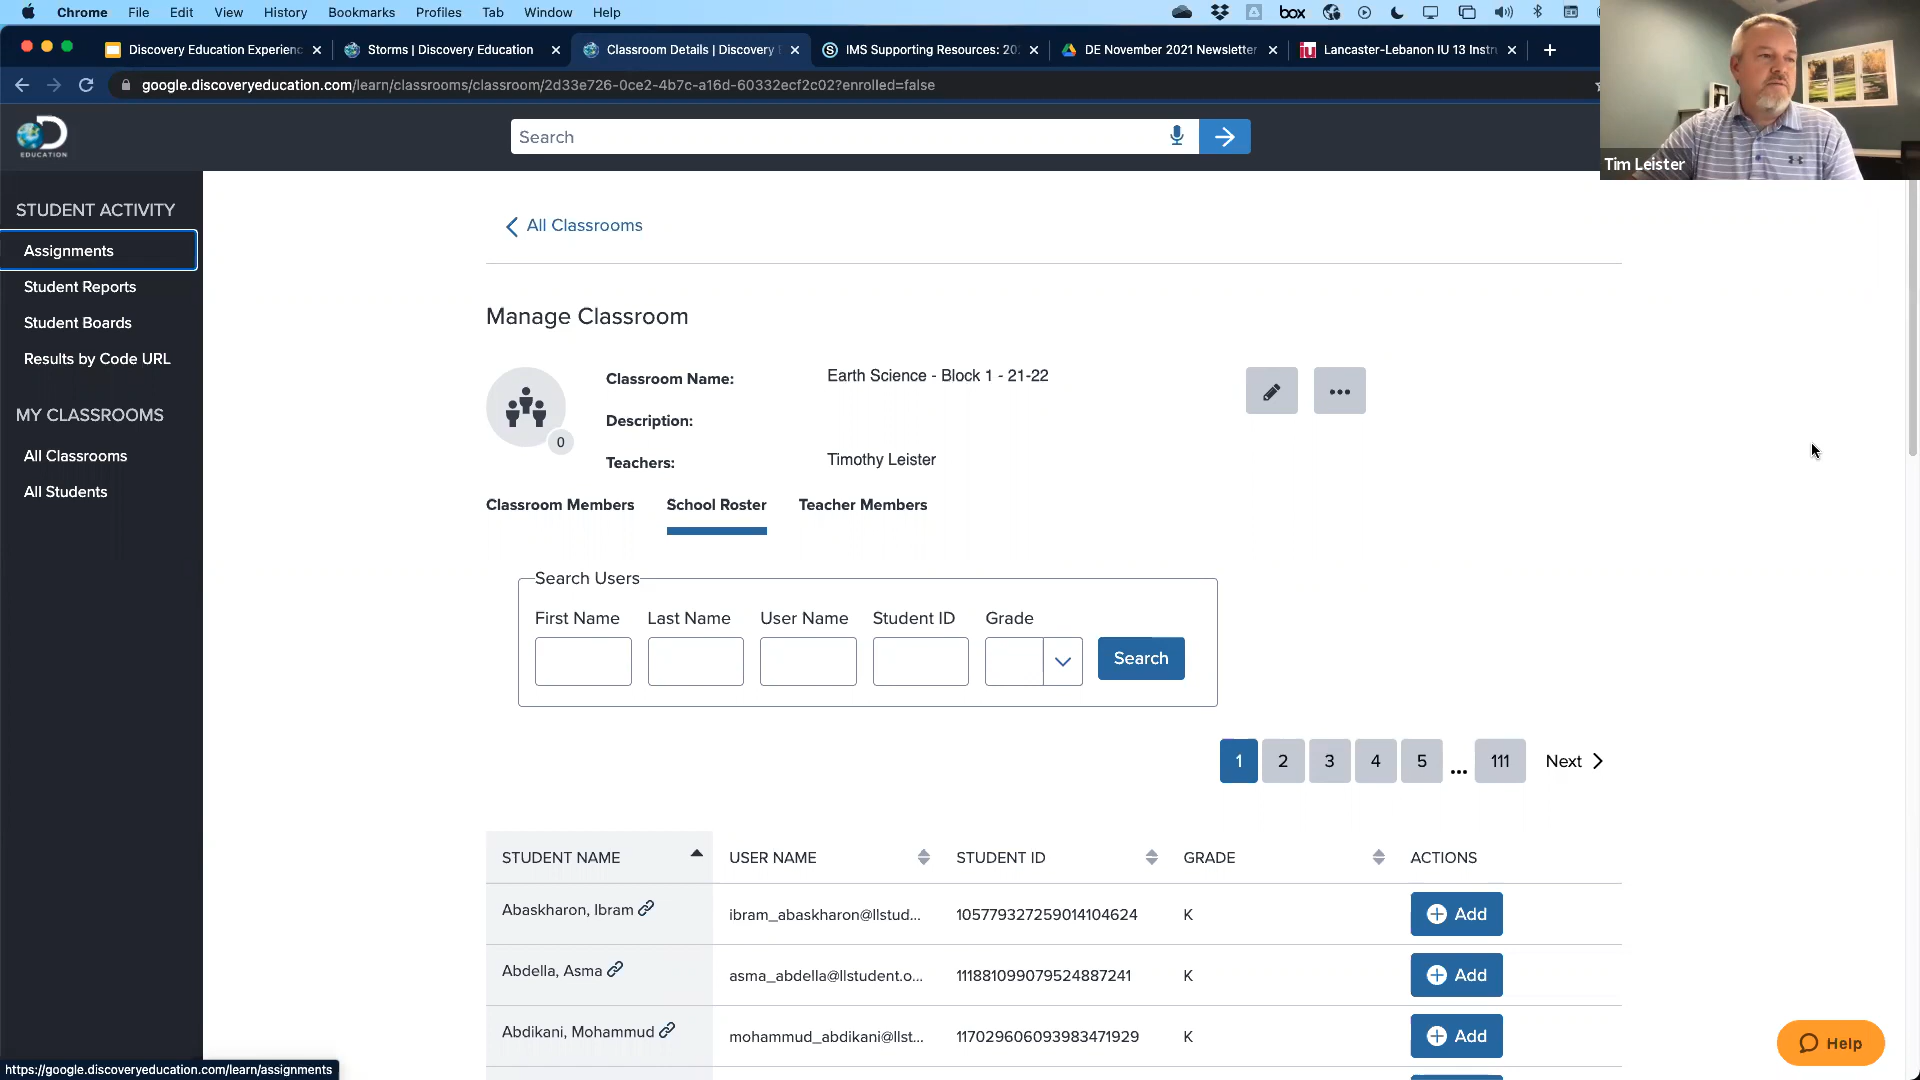 Chrome File Edit View History Bookmarks Profiles Tab Window Help
box
Discovery Education Experienc
Storms | Discovery Education
Classroom Details | Discovery
IMS Supporting Resources: 20
DE November 2021 Newsletter
Lancaster-Lebanon IU 13 Instru
google.discoveryeducation.com/learn/classrooms/classroom/2d33e726-0ce2-4b7c-a16d-60332ecf2c02?enrolled=false
EDUCATION
Search
Tim Leister
STUDENT ACTIVITY
Assignments
Student Reports
Student Boards
Results by Code URL
MY CLASSROOMS
All Classrooms
All Students
All Classrooms
Manage Classroom
0
Classroom Name: Earth Science - Block 1 - 21-22
Description:
Teachers: Timothy Leister
Classroom Members School Roster Teacher Members
Search Users
First Name Last Name User Name Student ID Grade
Search
1 2 3 4 5 ... 111 Next
STUDENT NAME USER NAME STUDENT ID GRADE ACTIONS
Abaskharon, Ibram ibram_abaskharon@llstud... 105779327259014104624 K Add
Abdella, Asma asma_abdella@llstudent.o... 111881099079524887241 K Add
Abdikani, Mohammud mohammud_abdikani@llst... 117029606093983471929 K Add
Help
https://google.discoveryeducation.com/learn/assignments